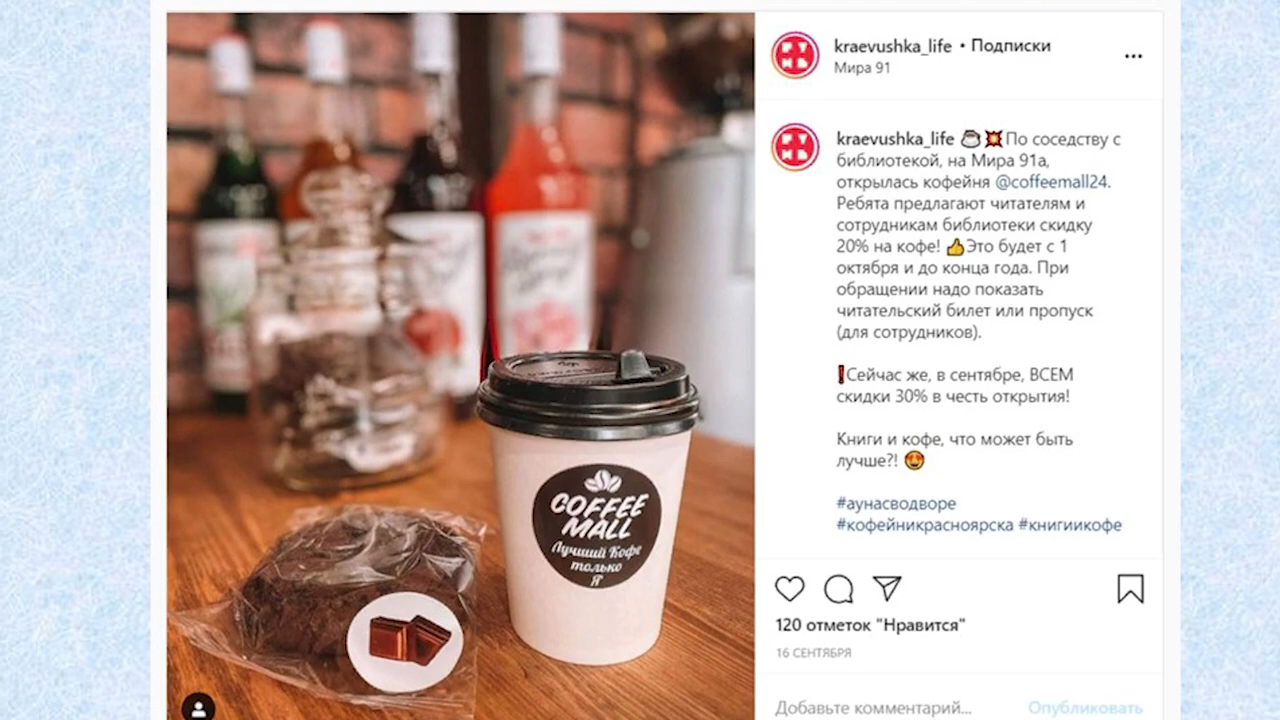 kraevushka_life • Подписки
Мира 91
kraevushka_life По соседству с
библиотекой, на Мира 91а,
открылась кофейня @coffeemall24.
Ребята предлагают читателям и
сотрудникам библиотеки скидку
20% на кофе! Это будет с 1
октября и до конца года. При
обращении надо показать
читательский билет или пропуск
(для сотрудников).
Сейчас же, в сентябре, ВСЕМ
скидки 30% в честь открытия!
Книги и кофе, что может быть
лучше?!
#аунасводворе
#кофейникрасноярска #книгиикофе
120 отметок "Нравится"
16 СЕНТЯБРЯ
Добавьте комментарий...
Опубликовать
COFFEE
MALL
Лучший Кофе
только
Я